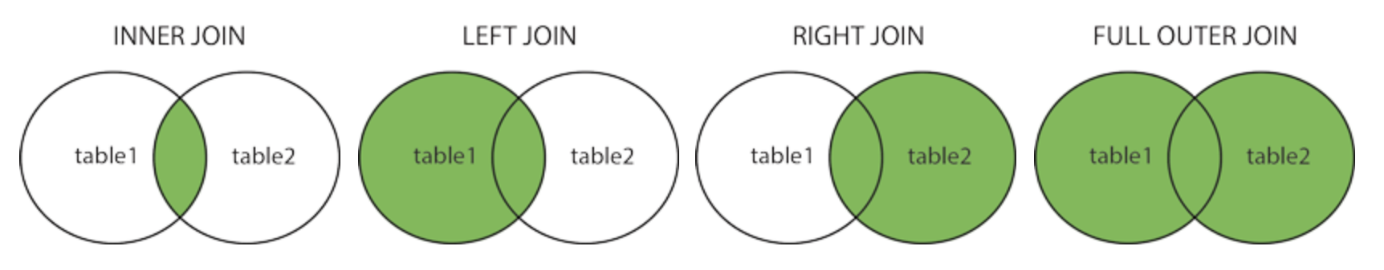 INNER JOIN
table1 table2
LEFT JOIN
table1 table2
RIGHT JOIN
table1 table2
FULL OUTER JOIN
table1 table2